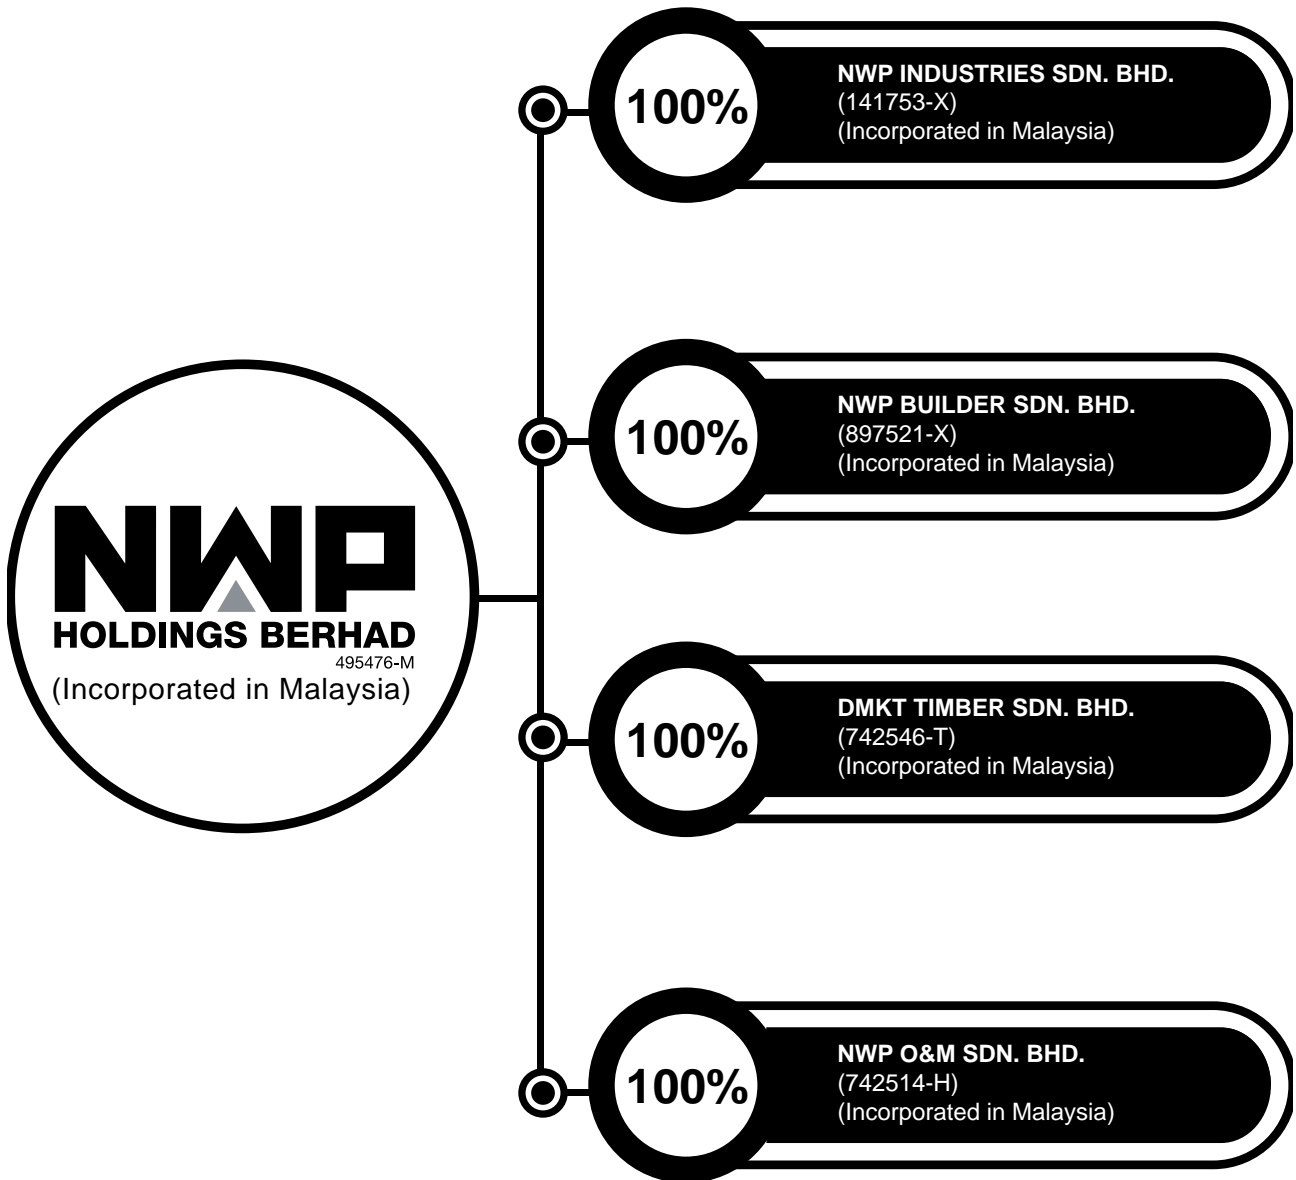 100%
NWP INDUSTRIES SDN. BHD.
(141753-X)
(Incorporated in Malaysia)
100%
NWP BUILDER SDN. BHD.
(897521-X)
(Incorporated in Malaysia)
NWP
HOLDINGS BERHAD
495476-M
(Incorporated in Malaysia)
100%
DMKT TIMBER SDN. BHD.
(742546-T)
(Incorporated in Malaysia)
100%
NWP O&M SDN. BHD.
(742514-H)
(Incorporated in Malaysia)